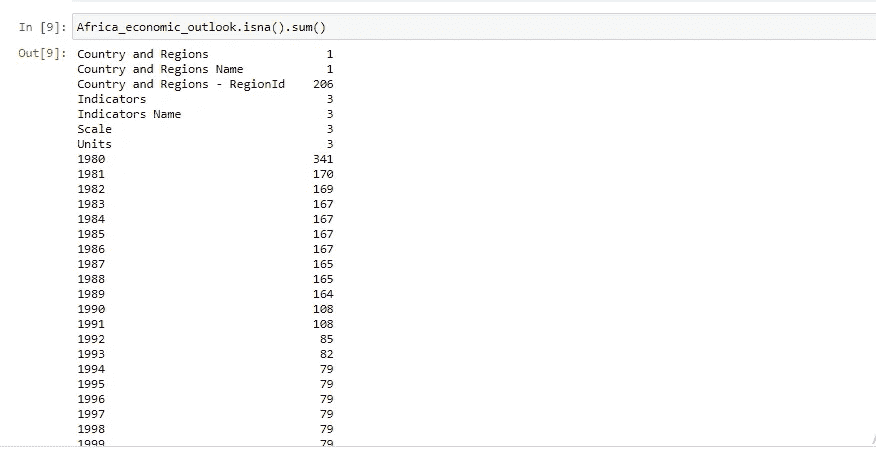 In [9]: Africa_economic_outlook.isna().sum()
Out[9]: Country and Regions 1
Country and Regions Name 1
Country and Regions - RegionId 206
Indicators 3
Indicators Name 3
Scale 3
Units 3
1980 341
1981 170
1982 169
1983 167
1984 167
1985 167
1986 167
1987 165
1988 165
1989 164
1990 108
1991 108
1992 85
1993 82
1994 79
1995 79
1996 79
1997 79
1998 79
1999 79